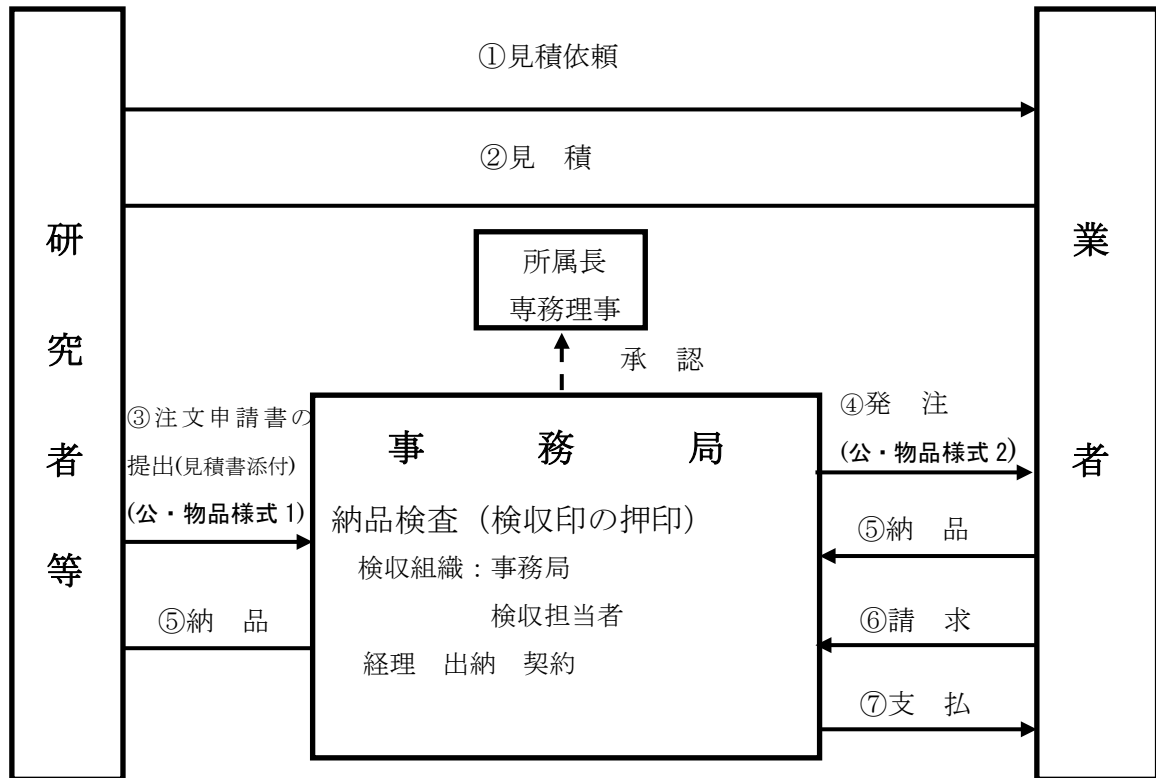 ①見積依頼
②見　積
研究者等
業者
所属長
専務理事
承　認
③注文申請書の
提出(見積書添付)
(公・物品様式 1)
事　務　局
納品検査（検収印の押印）
検収組織：事務局
検収担当者
経理　出納　契約
④発　注
(公・物品様式 2)
⑤納　品
⑤納　品
⑥請　求
⑦支　払